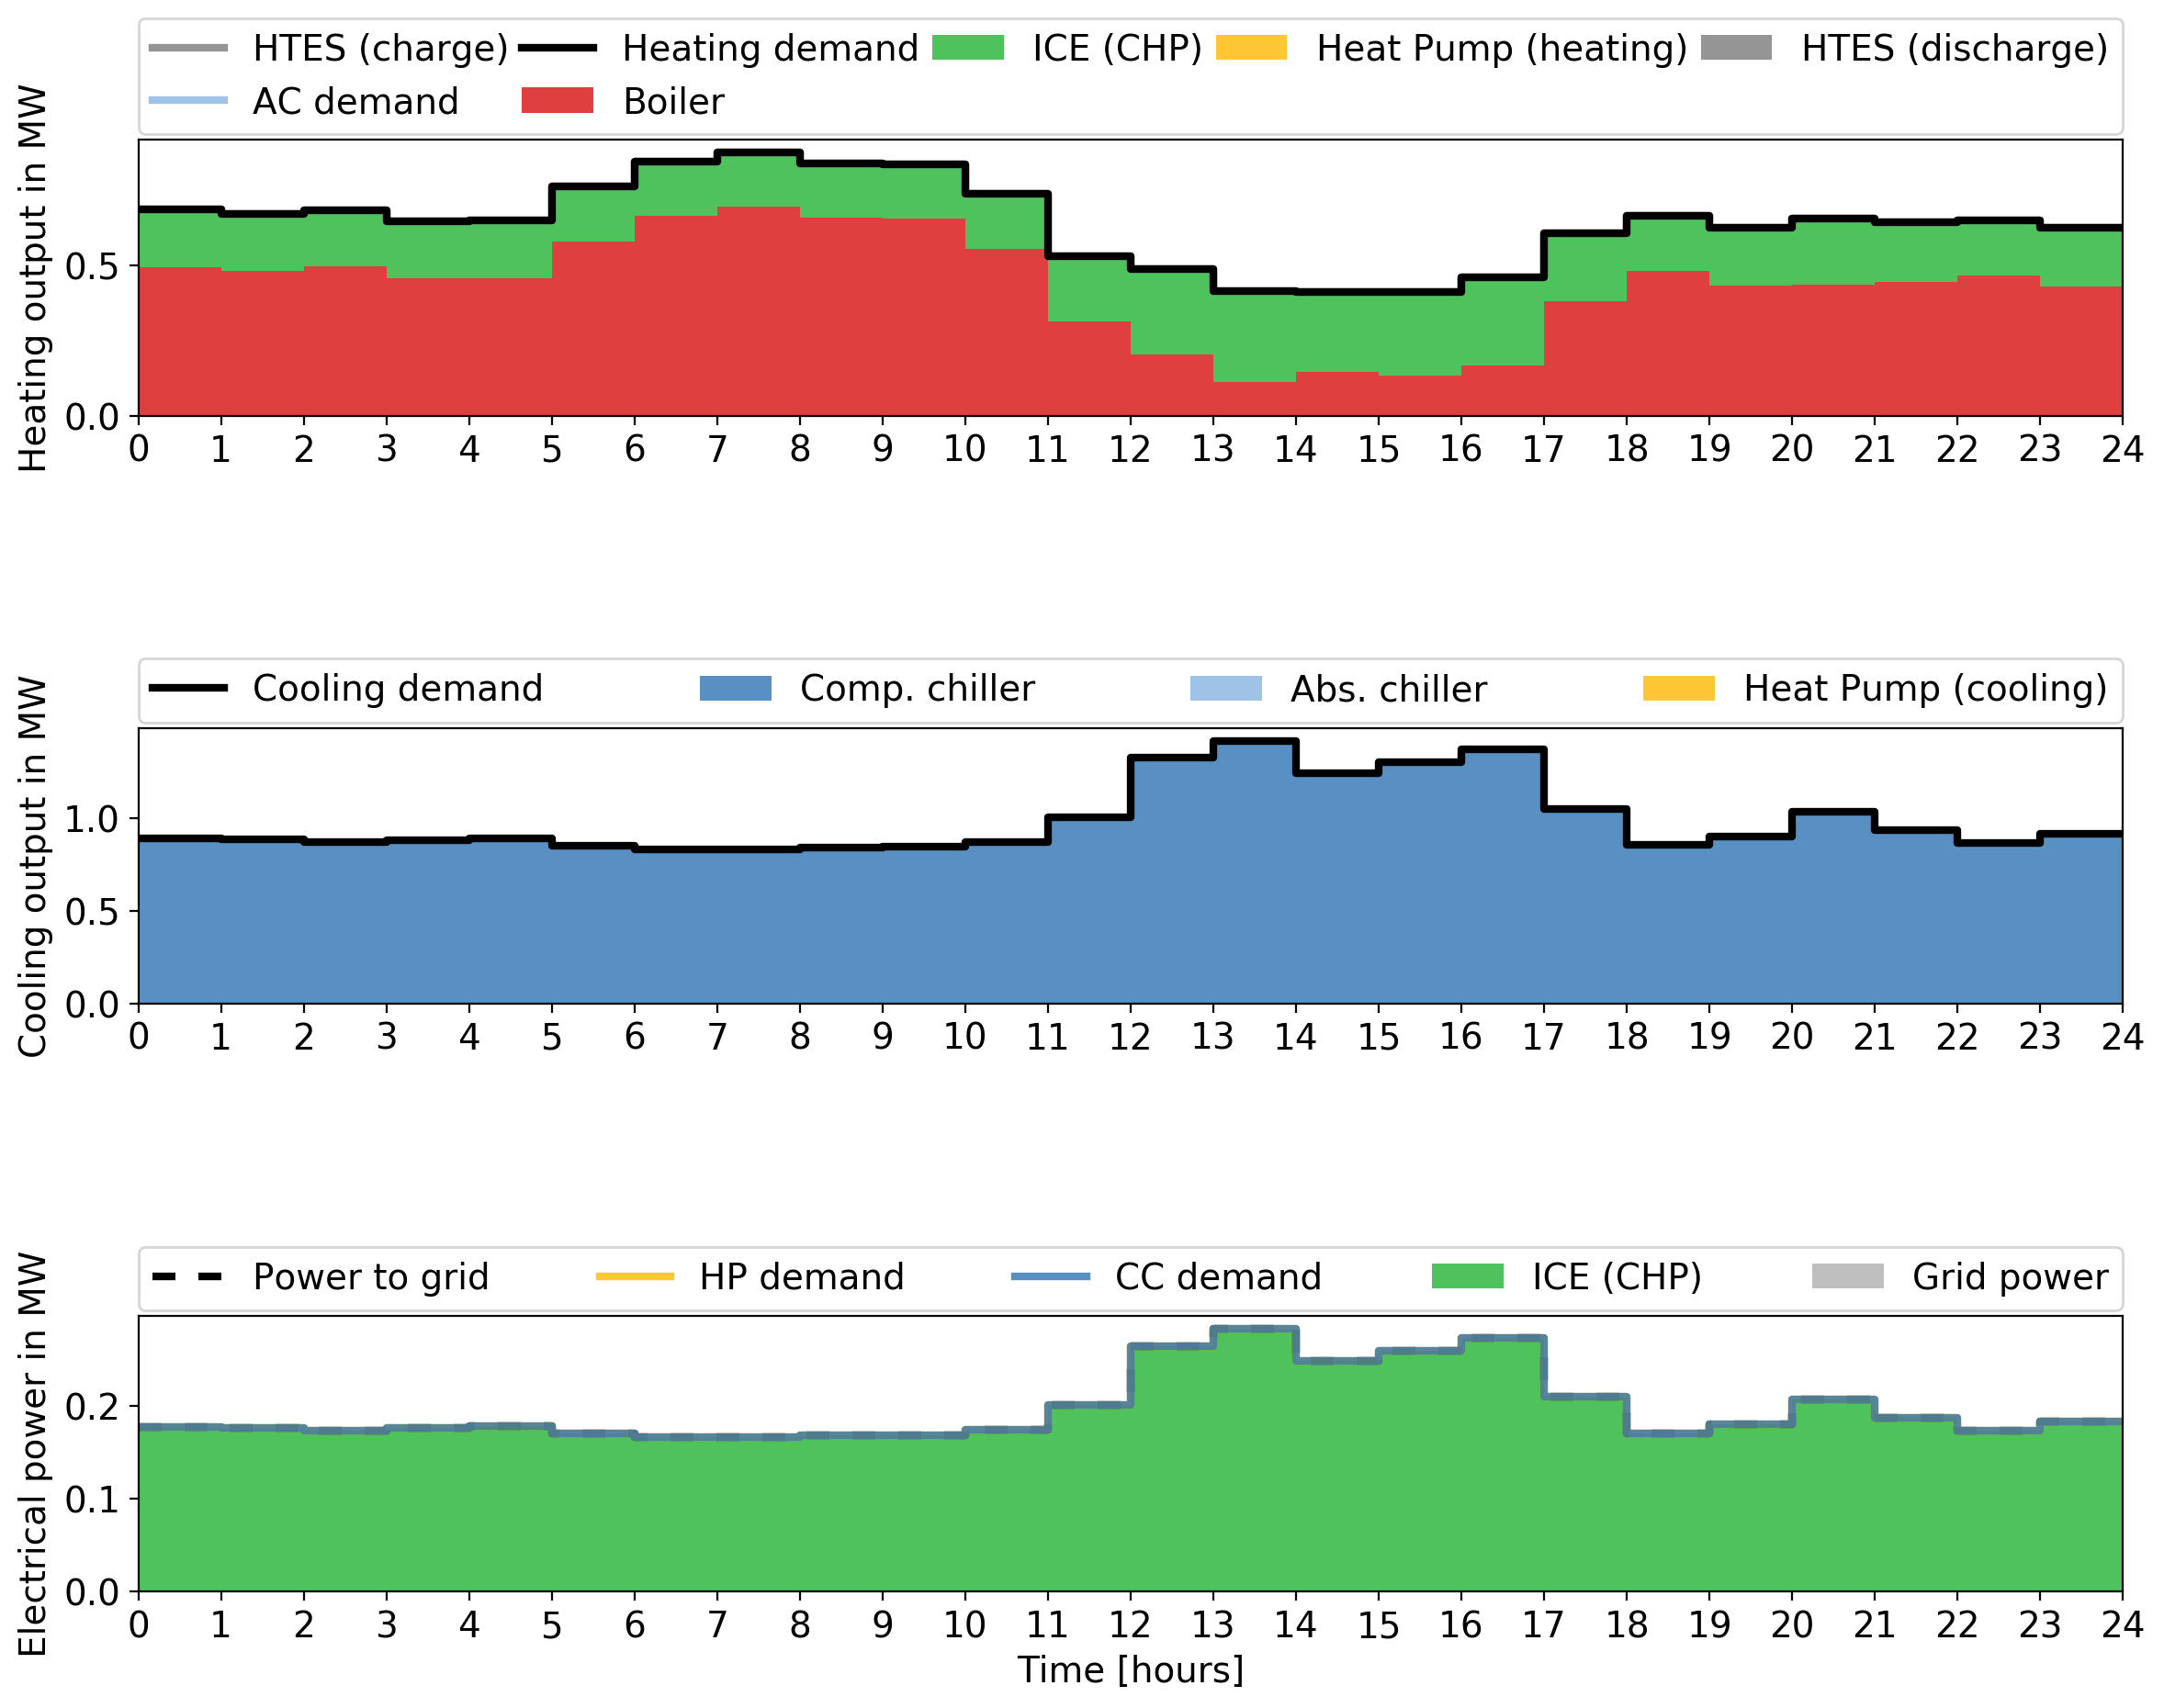 HTES (charge) Heating demand ICE (CHP) Heat Pump (heating) HTES (discharge)
AC demand Boiler
Heating output in MW
0.5
0.0
0 1 2 3 4 5 6 7 8 9 10 11 12 13 14 15 16 17 18 19 20 21 22 23 24
Cooling demand Comp. chiller Abs. chiller Heat Pump (cooling)
Cooling output in MW
1.0
0.5
0.0
0 1 2 3 4 5 6 7 8 9 10 11 12 13 14 15 16 17 18 19 20 21 22 23 24
Power to grid HP demand CC demand ICE (CHP) Grid power
Electrical power in MW
0.2
0.1
0.0
0 1 2 3 4 5 6 7 8 9 10 11 12 13 14 15 16 17 18 19 20 21 22 23 24
Time [hours]